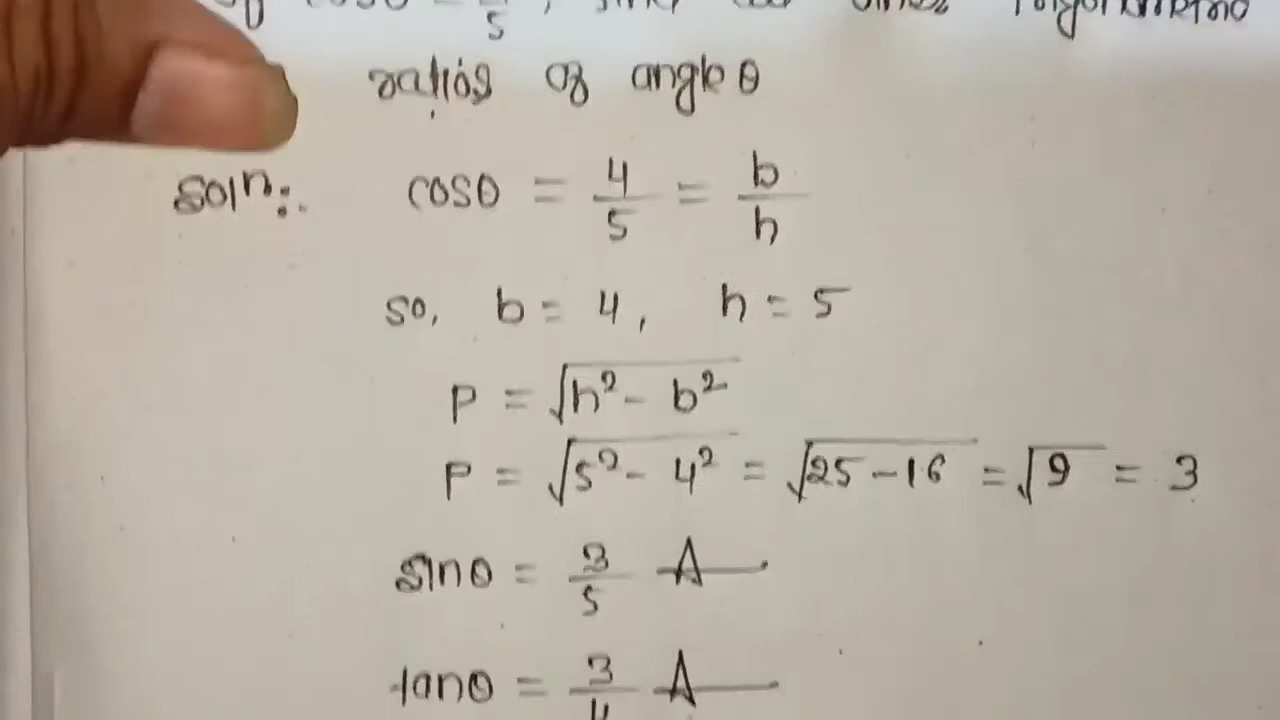 ratios of angle θ
soln:. cosθ = 4/5 = b/h
so, b = 4, h = 5
P = √h² - b²
P = √5² - 4² = √25 - 16 = √9 = 3
sinθ = 3/5 A
tanθ = 3/4 A